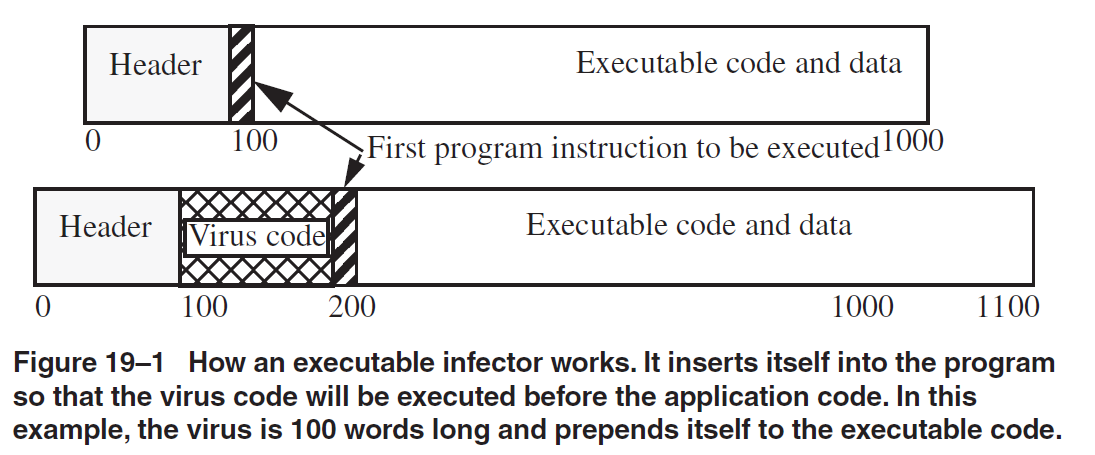 Header
Executable code and data
0
100
First program instruction to be executed
1000
Header
Virus code
Executable code and data
0
100
200
1000
1100
Figure 19–1 How an executable infector works. It inserts itself into the program
so that the virus code will be executed before the application code. In this
example, the virus is 100 words long and prepends itself to the executable code.